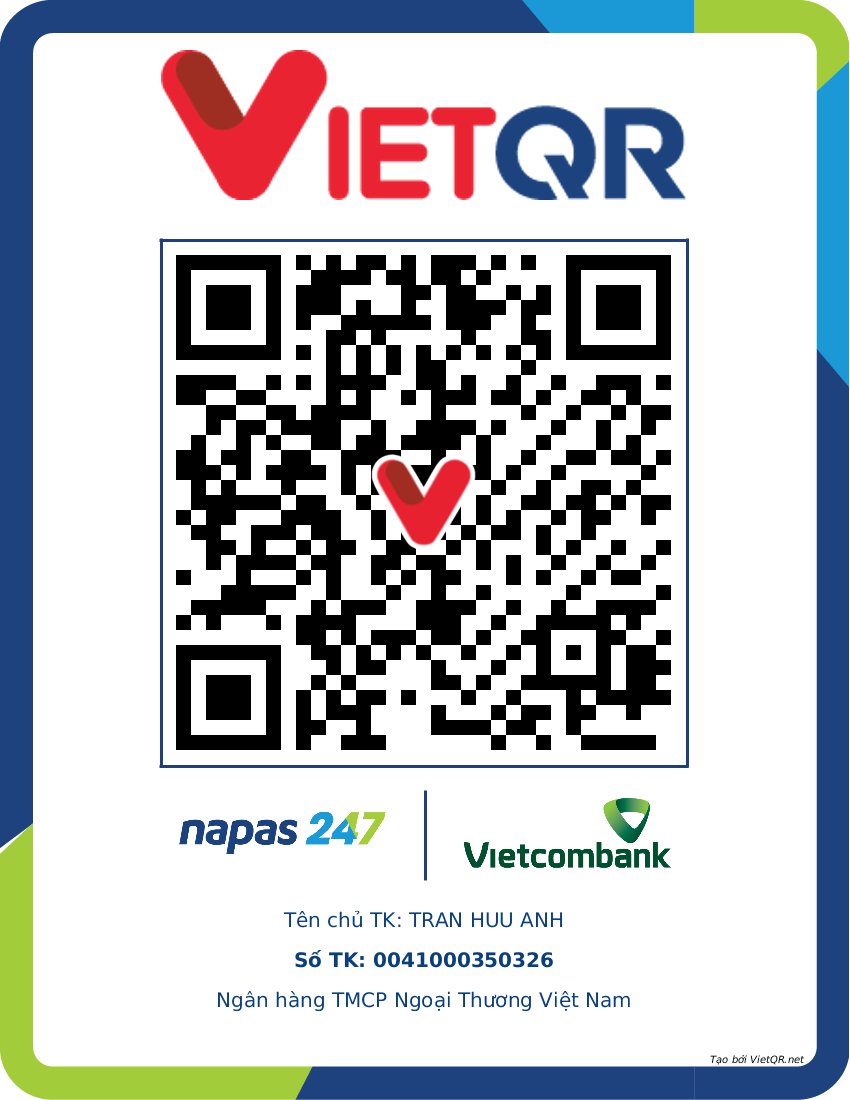 VIETQR
napas 247
Vietcombank
Tên chủ TK: TRAN HUU ANH
Số TK: 0041000350326
Ngân hàng TMCP Ngoại Thương Việt Nam
Tạo bởi VietQR.net